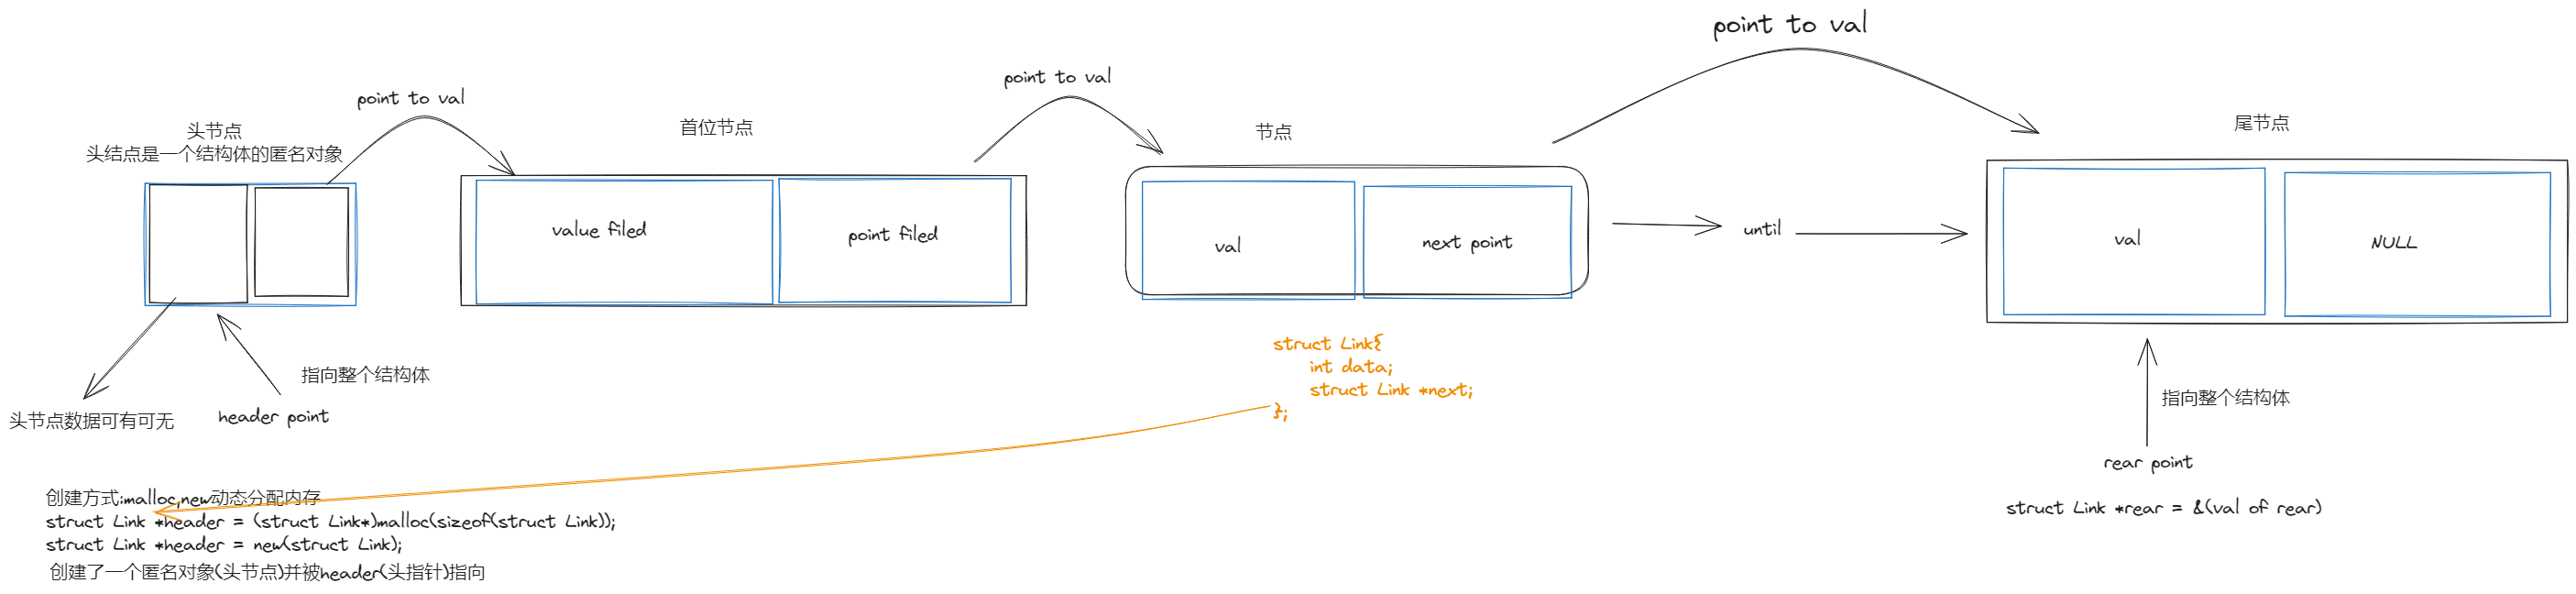 point to val
point to val
point to val
头节点
头结点是一个结构体的匿名对象
首位节点
节点
尾节点
value filed
point filed
val
next point
until
val
NULL
struct Link{
int data;
struct Link *next;
};
指向整个结构体
header point
头节点数据可有可无
指向整个结构体
rear point
struct Link *rear = &(val of rear)
创建方式:malloc,new动态分配内存
struct Link *header = (struct Link*)malloc(sizeof(struct Link));
struct Link *header = new(struct Link);
创建了一个匿名对象(头节点)并被header(头指针)指向